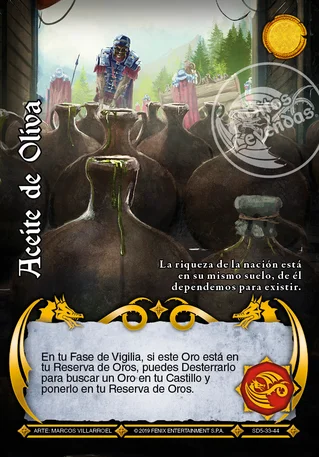 Mitos y
Leyendas
Aceite de Oliva
La riqueza de la nación está
en su mismo suelo, de él
dependemos para existir.
En tu Fase de Vigilia, si este Oro está en
tu Reserva de Oros, puedes Desterrarlo
para buscar un Oro en tu Castillo y
ponerlo en tu Reserva de Oros.
ARTE: MARCOS VILLARROEL
© 2019 FENIX ENTERTAINMENT S.P.A.
SD5-33-44